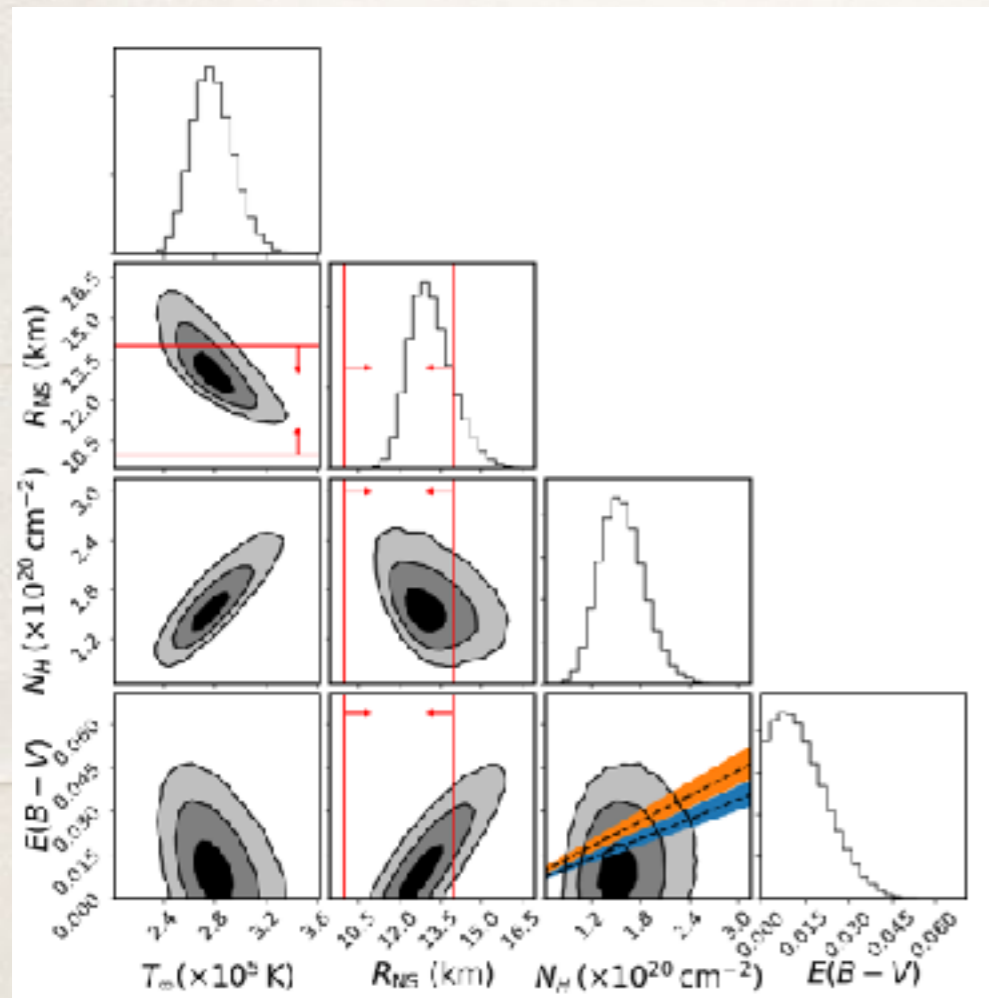 R_NS (km)
16.5
15.0
13.5
12.0
10.5
N_H (×10^20 cm^−2)
3.0
2.4
1.8
1.2
E(B − V)
0.060
0.045
0.030
0.015
0.000
2.4 2.8 3.2 3.6
10.5 12.0 13.5 15.0 16.5
1.2 1.8 2.4 3.0
0.000 0.015 0.030 0.045 0.060
T_∞(×10^5 K) R_NS (km) N_H (×10^20 cm^−2) E(B − V)